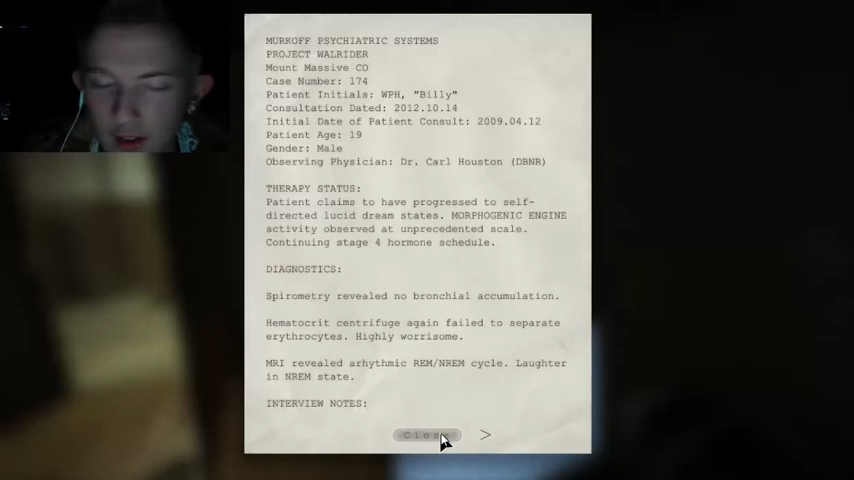 MURKOFF PSYCHIATRIC SYSTEMS
PROJECT WALRIDER
Mount Massive CO
Case Number: 174
Patient Initials: WPH, "Billy"
Consultation Dated: 2012.10.14
Initial Date of Patient Consult: 2009.04.12
Patient Age: 19
Gender: Male
Observing Physician: Dr. Carl Houston (DBNR)
THERAPY STATUS:
Patient claims to have progressed to self-
directed lucid dream states. MORPHOGENIC ENGINE
activity observed at unprecedented scale.
Continuing stage 4 hormone schedule.
DIAGNOSTICS:
Spirometry revealed no bronchial accumulation.
Hematocrit centrifuge again failed to separate
erythrocytes. Highly worrisome.
MRI revealed arhythmic REM/NREM cycle. Laughter
in NREM state.
INTERVIEW NOTES:
Close >